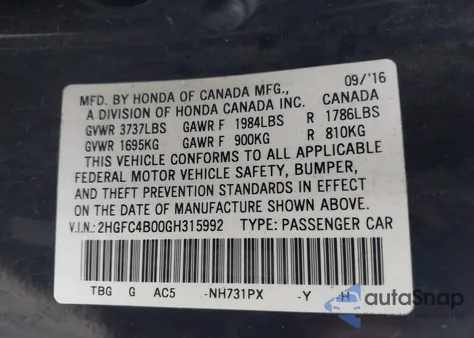 MFD. BY HONDA OF CANADA MFG., 09/'16
A DIVISION OF HONDA CANADA INC. CANADA
GVWR 3737LBS GAWR F 1984LBS R 1786LBS
GVWR 1695KG GAWR F 900KG R 810KG
THIS VEHICLE CONFORMS TO ALL APPLICABLE
FEDERAL MOTOR VEHICLE SAFETY, BUMPER,
AND THEFT PREVENTION STANDARDS IN EFFECT
ON THE DATE OF MANUFACTURE SHOWN ABOVE.
V.I.N.: 2HGFC4B00GH315992 TYPE: PASSENGER CAR
TBG G AC5 -NH731PX -Y H
autoSnap
by Carfast